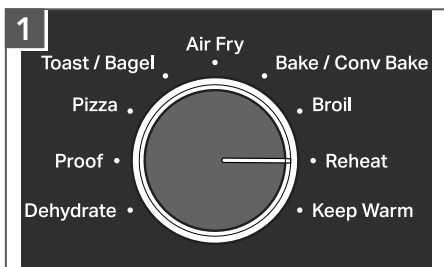 1
Air Fry
Toast / Bagel
Bake / Conv Bake
Pizza
Broil
Proof
Reheat
Dehydrate
Keep Warm